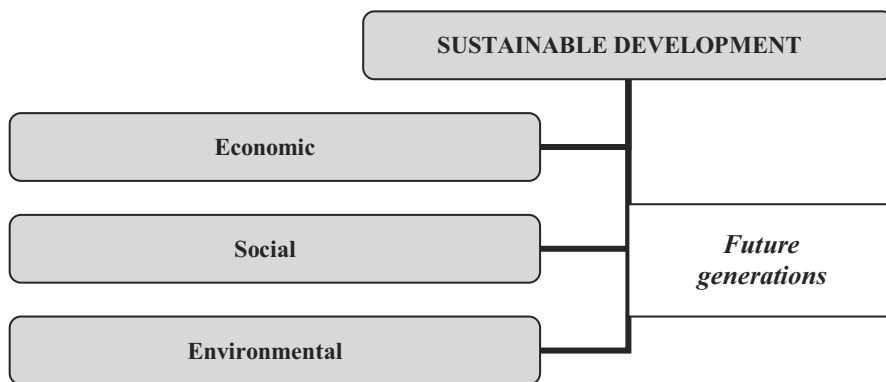 SUSTAINABLE DEVELOPMENT
Economic
Social
Future
generations
Environmental